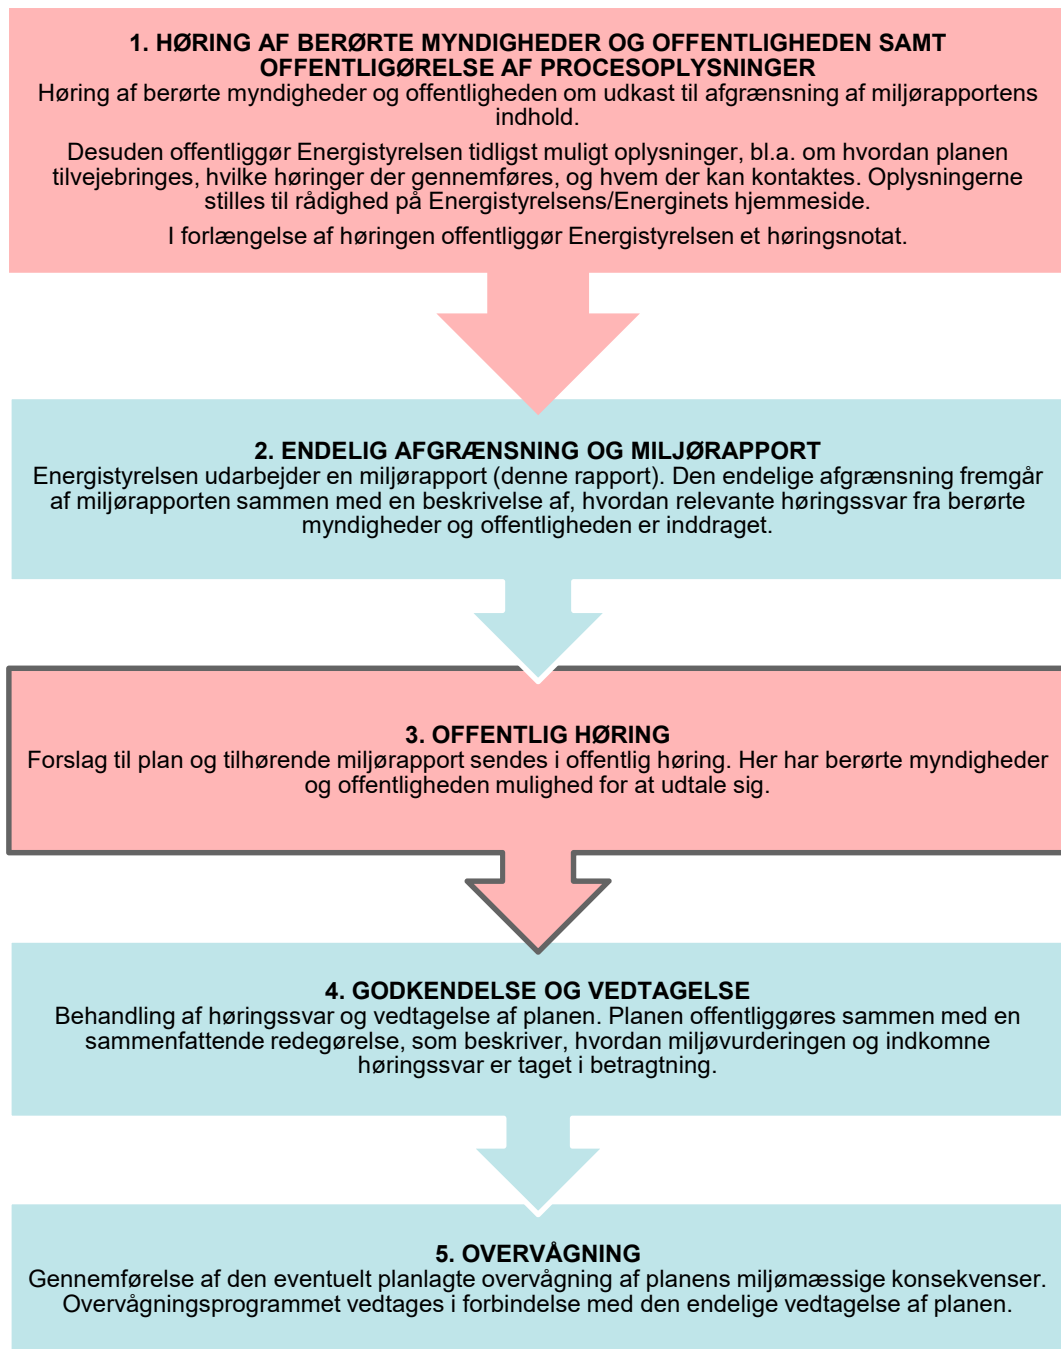 1. HØRING AF BERØRTE MYNDIGHEDER OG OFFENTLIGHEDEN SAMT
OFFENTLIGØRELSE AF PROCESOPLYSNINGER
Høring af berørte myndigheder og offentligheden om udkast til afgrænsning af miljørapportens
indhold.
Desuden offentliggør Energistyrelsen tidligst muligt oplysninger, bl.a. om hvordan planen
tilvejebringes, hvilke høringer der gennemføres, og hvem der kan kontaktes. Oplysningerne
stilles til rådighed på Energistyrelsens/Energinets hjemmeside.
I forlængelse af høringen offentliggør Energistyrelsen et høringsnotat.
2. ENDELIG AFGRÆNSNING OG MILJØRAPPORT
Energistyrelsen udarbejder en miljørapport (denne rapport). Den endelige afgrænsning fremgår
af miljørapporten sammen med en beskrivelse af, hvordan relevante høringssvar fra berørte
myndigheder og offentligheden er inddraget.
3. OFFENTLIG HØRING
Forslag til plan og tilhørende miljørapport sendes i offentlig høring. Her har berørte myndigheder
og offentligheden mulighed for at udtale sig.
4. GODKENDELSE OG VEDTAGELSE
Behandling af høringssvar og vedtagelse af planen. Planen offentliggøres sammen med en
sammenfattende redegørelse, som beskriver, hvordan miljøvurderingen og indkomne
høringssvar er taget i betragtning.
5. OVERVÅGNING
Gennemførelse af den eventuelt planlagte overvågning af planens miljømæssige konsekvenser.
Overvågningsprogrammet vedtages i forbindelse med den endelige vedtagelse af planen.